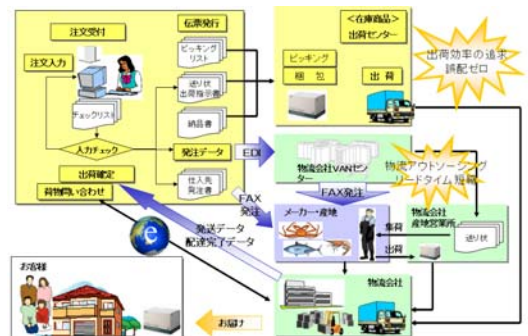 注文受付
注文入力
チェックリスト
入力チェック
出荷確定
荷物問い合わせ
伝票発行
ピッキング
リスト
送り状
出荷指示書
納品書
発注データ
仕入先
発注書
<在庫商品>
出荷センター
ピッキング
梱 包
出 荷
出荷効率の追求
誤配ゼロ
EDI
物流会社VANセン
ター
物流アウトソーシング
リードタイム短縮
FAX発注
FAX
発注
メーカー・産地
物流会社
産地営業所
集荷
出荷
送り状
発送データ
配達完了データ
e
物流会社
お客様
お届け